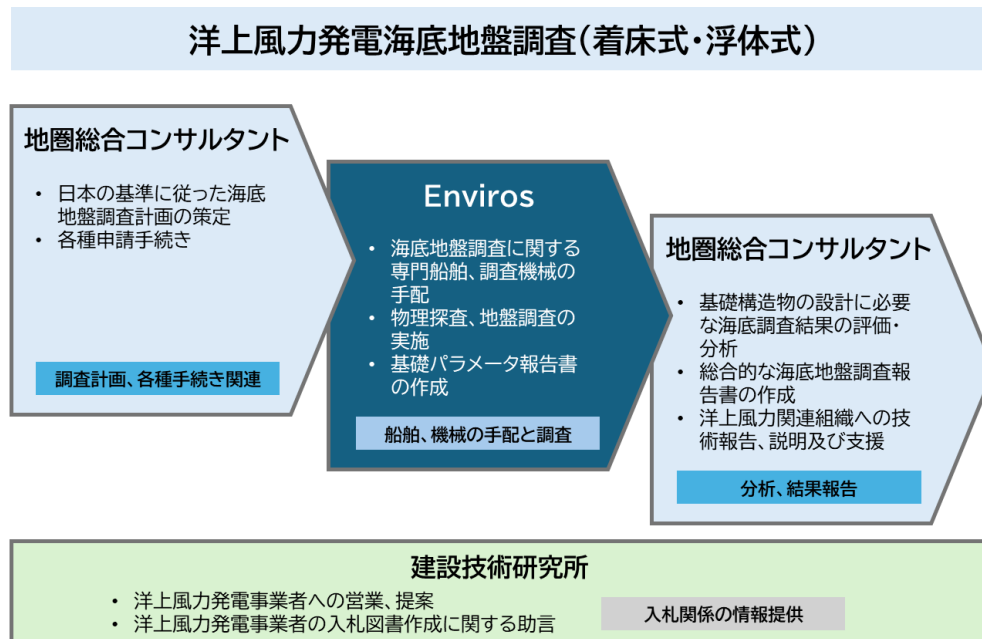 洋上風力発電海底地盤調査(着床式・浮体式)
地圏総合コンサルタント
• 日本の基準に従った海底
地盤調査計画の策定
• 各種申請手続き
調査計画、各種手続き関連
Enviros
• 海底地盤調査に関する
専門船舶、調査機械の
手配
• 物理探査、地盤調査の
実施
• 基礎パラメータ報告書
の作成
船舶、機械の手配と調査
地圏総合コンサルタント
• 基礎構造物の設計に必要
な海底調査結果の評価・
分析
• 総合的な海底地盤調査報
告書の作成
• 洋上風力関連組織への技
術報告、説明及び支援
分析、結果報告
建設技術研究所
• 洋上風力発電事業者への営業、提案
• 洋上風力発電事業者の入札図書作成に関する助言
入札関係の情報提供